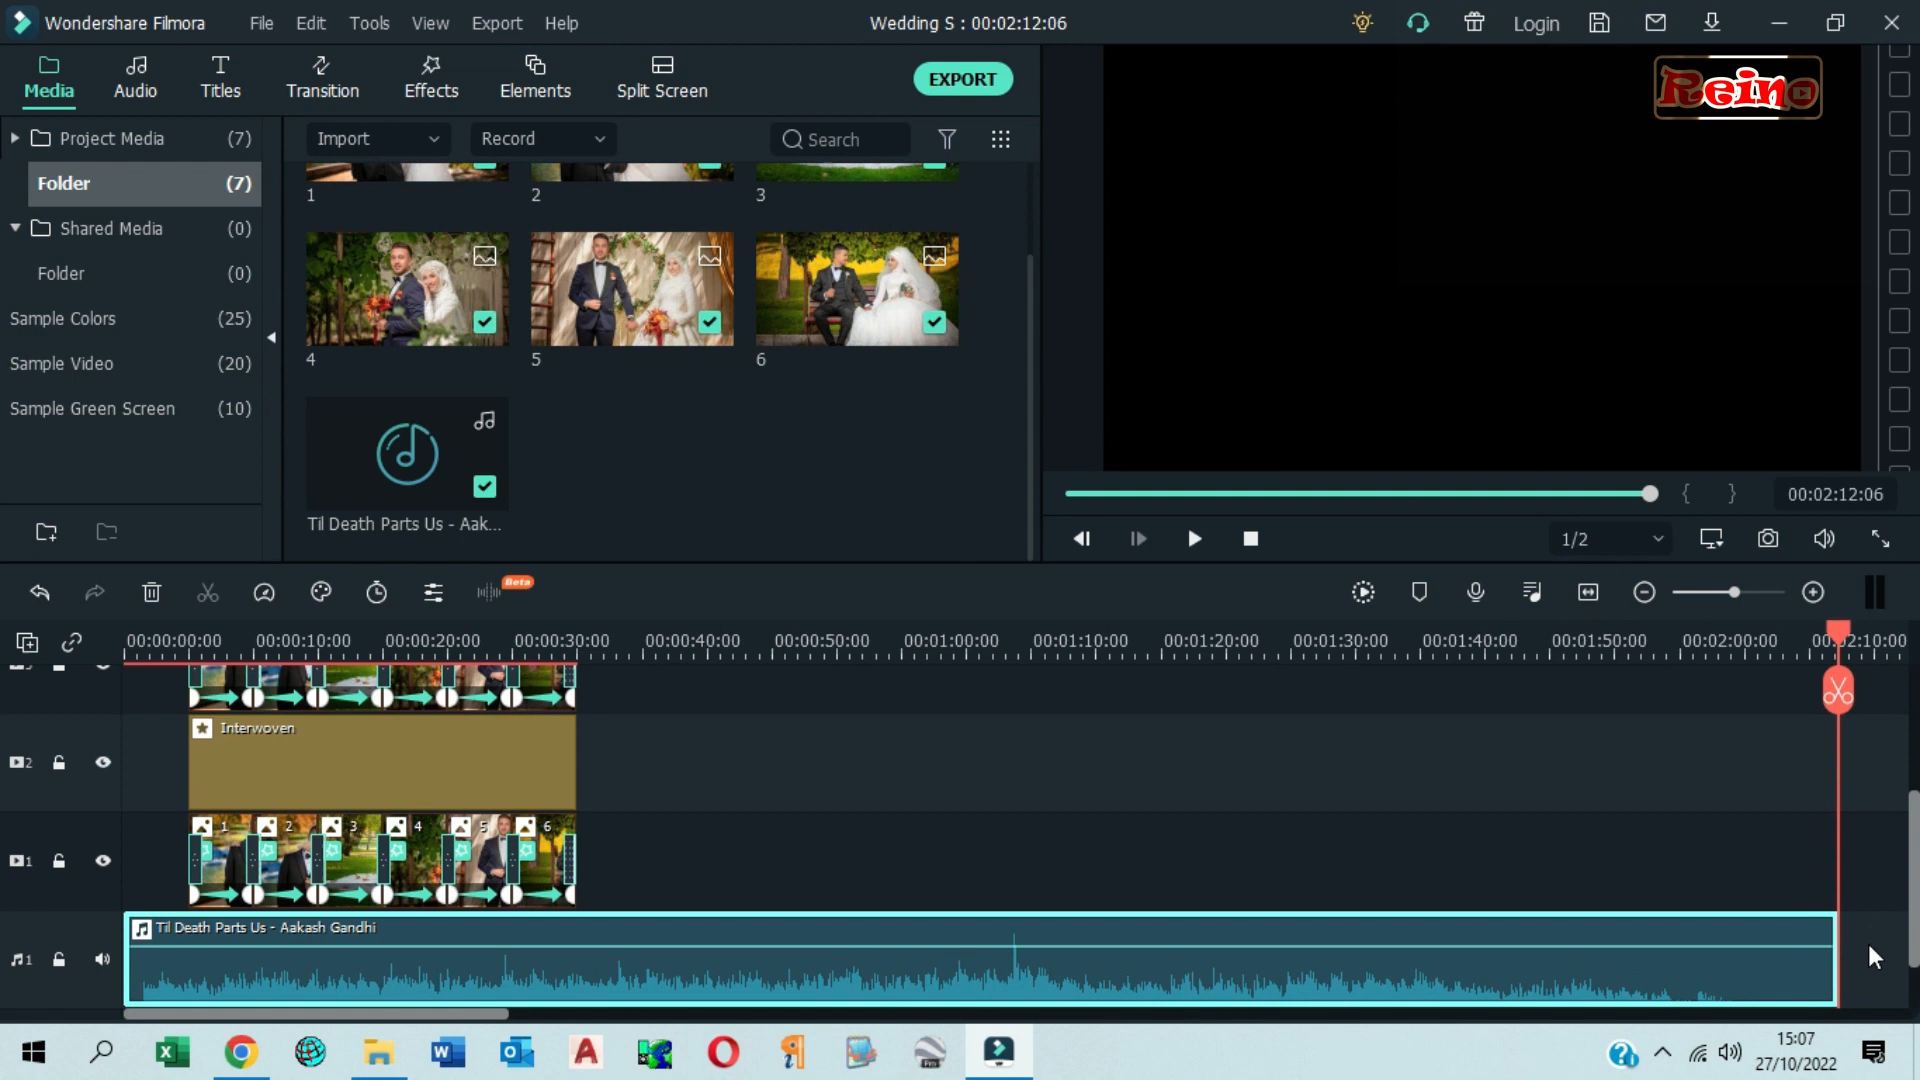 Wondershare Filmora File Edit Tools View Export Help Wedding S : 00:02:12:06 Login
Media Audio Titles Transition Effects Elements Split Screen EXPORT
Reino
Project Media (7) Import Record Search
Folder (7)
1 2 3
Shared Media (0)
Folder (0)
Sample Colors (25)
4 5 6
Sample Video (20)
Sample Green Screen (10)
Til Death Parts Us - Aak...
{ } 00:02:12:06
1/2
Beta
00:00:00:00 00:00:10:00 00:00:20:00 00:00:30:00 00:00:40:00 00:00:50:00 00:01:00:00 00:01:10:00 00:01:20:00 00:01:30:00 00:01:40:00 00:01:50:00 00:02:00:00 00:02:10:00
Interwoven
2
1 2 3 4 5 6
1
Til Death Parts Us - Aakash Gandhi
1
15:07
27/10/2022